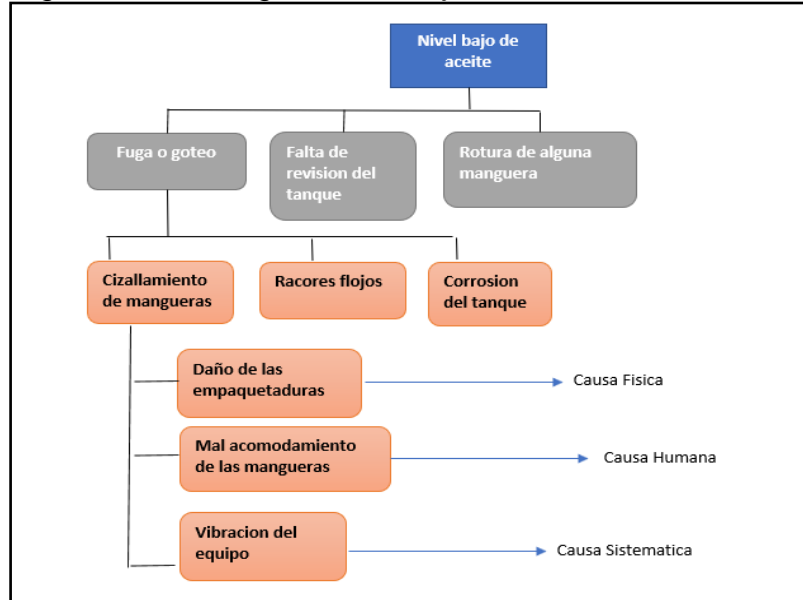 Nivel bajo de
aceite
Fuga o goteo
Falta de
revision del
tanque
Rotura de alguna
manguera
Cizallamiento
de mangueras
Racores flojos
Corrosion
del tanque
Daño de las
empaquetaduras
Causa Fisica
Mal acomodamiento
de las mangueras
Causa Humana
Vibracion del
equipo
Causa Sistematica